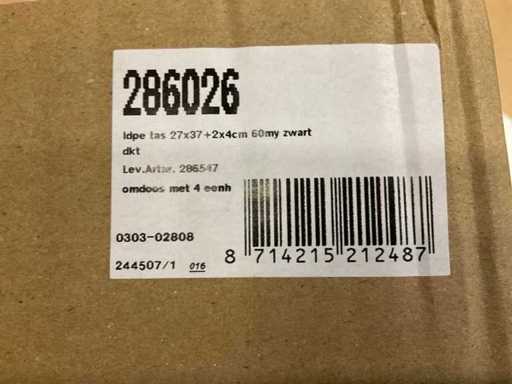 286026
ldpe tas 27x37+2x4cm 60my zwart
dkt
Lev.Artnr. 286547
omdoos met 4 eenh
0303-02808
244507/1 016
8 714215 212487